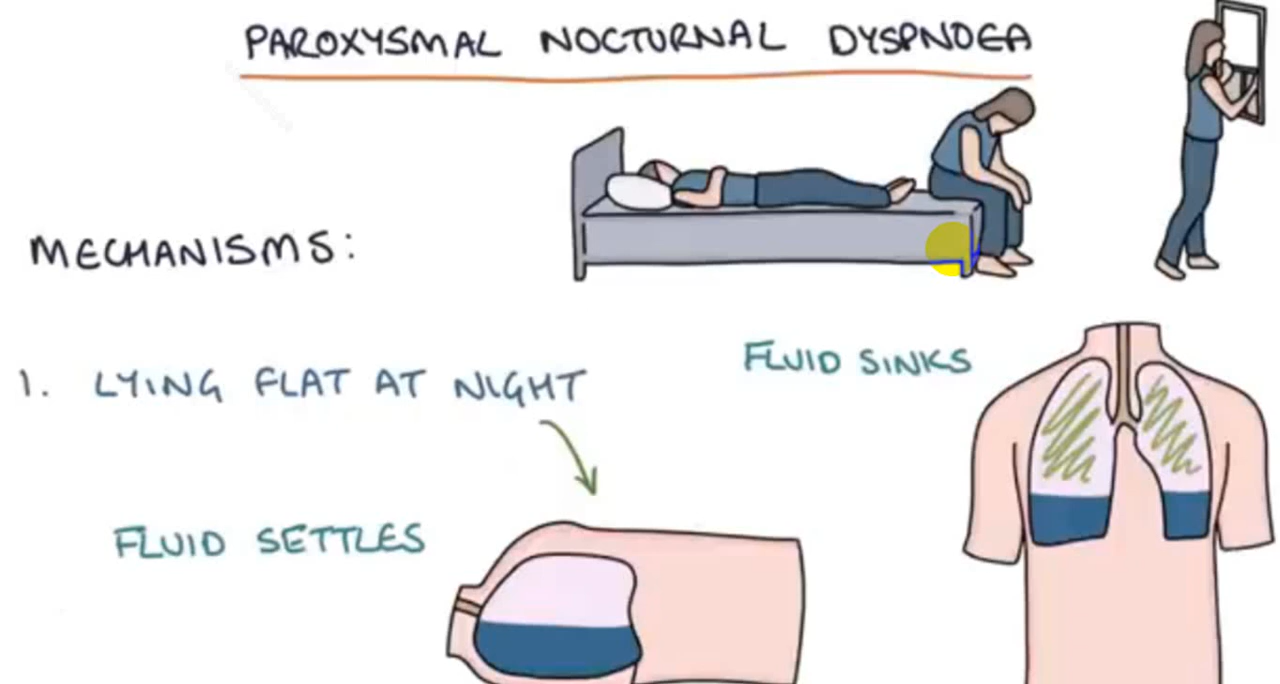 PAROXYSMAL NOCTURNAL DYSPNOEA
MECHANISMS:
1. LYING FLAT AT NIGHT
FLUID SINKS
FLUID SETTLES